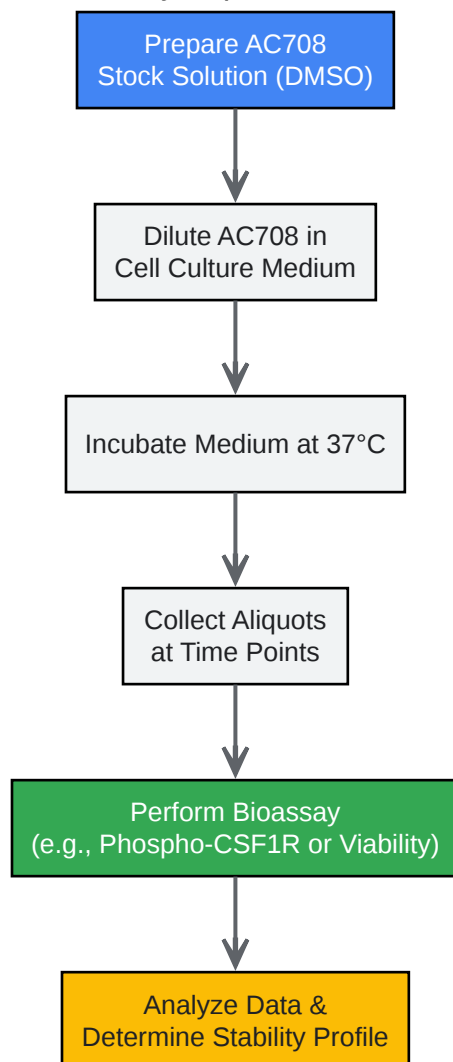 Prepare AC708
Stock Solution (DMSO)
Dilute AC708 in
Cell Culture Medium
Incubate Medium at 37°C
Collect Aliquots
at Time Points
Perform Bioassay
(e.g., Phospho-CSF1R or Viability)
Analyze Data &
Determine Stability Profile